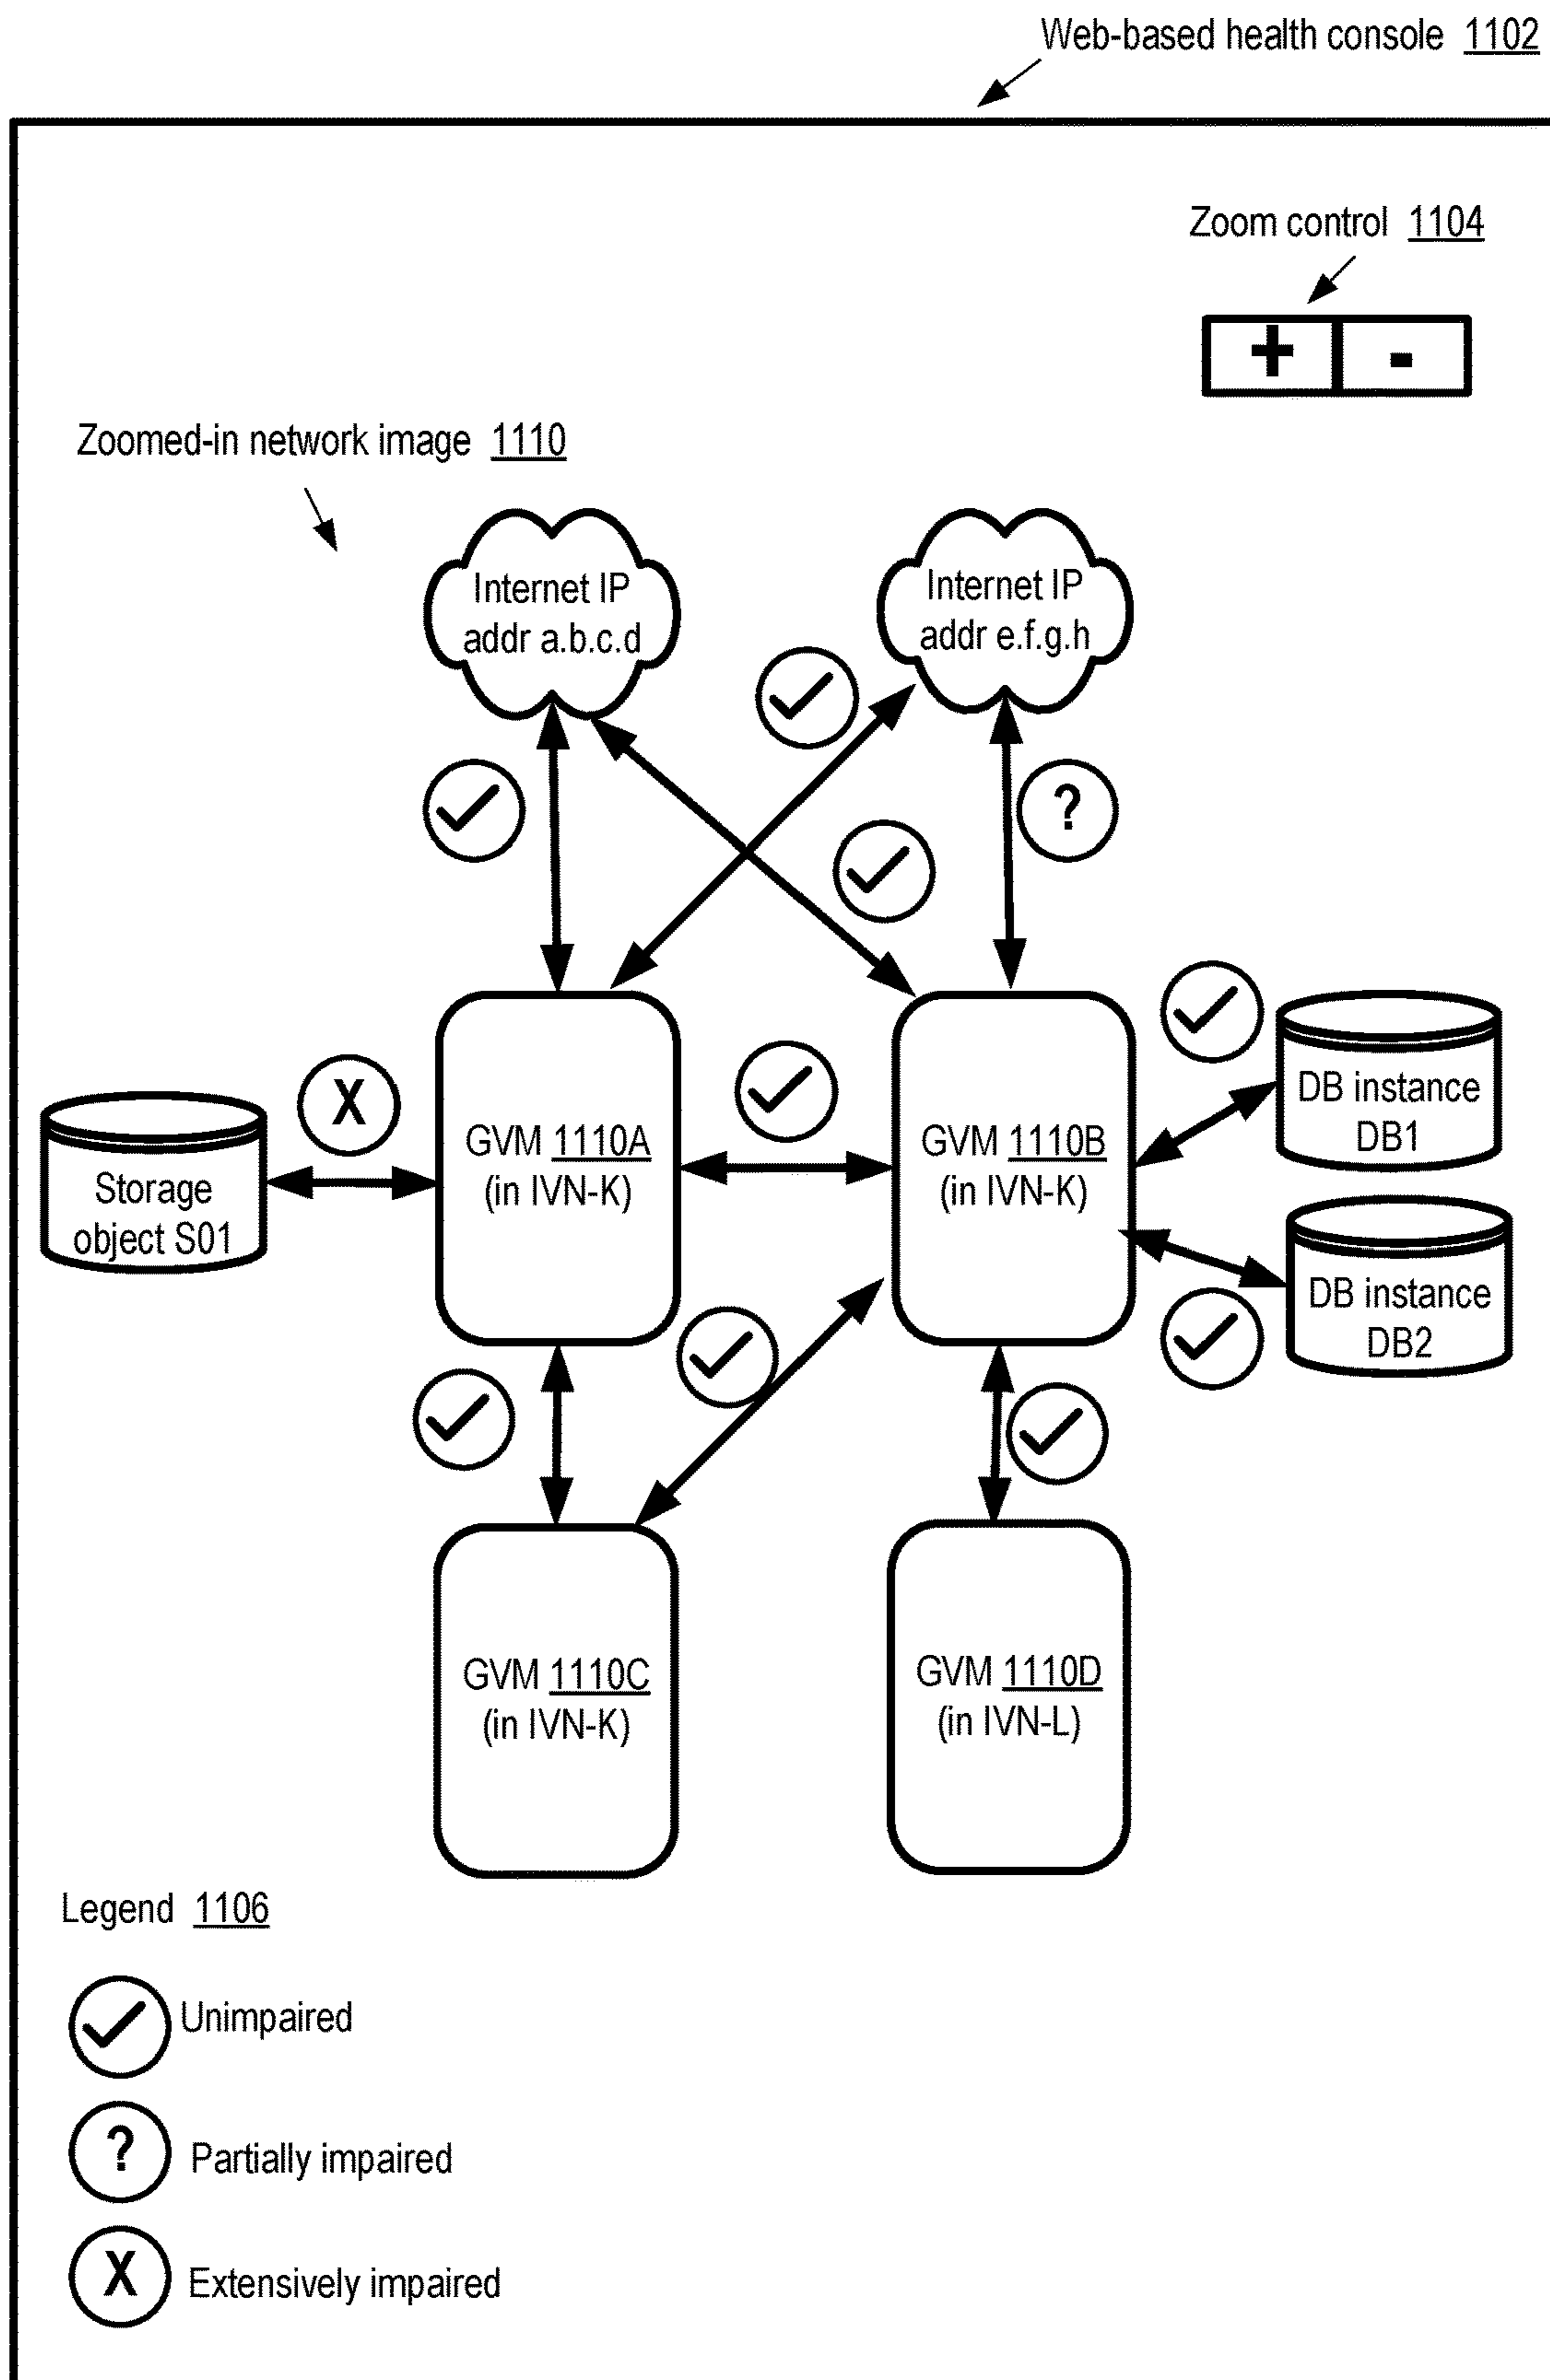 Web-based health console 1102
Zoom control 1104
+ -
Zoomed-in network image 1110
Internet IP
addr a.b.c.d
Internet IP
addr e.f.g.h
?
X
GVM 1110A
(in IVN-K)
GVM 1110B
(in IVN-K)
DB instance
DB1
Storage
object S01
DB instance
DB2
GVM 1110C
(in IVN-K)
GVM 1110D
(in IVN-L)
Legend 1106
Unimpaired
? Partially impaired
X Extensively impaired